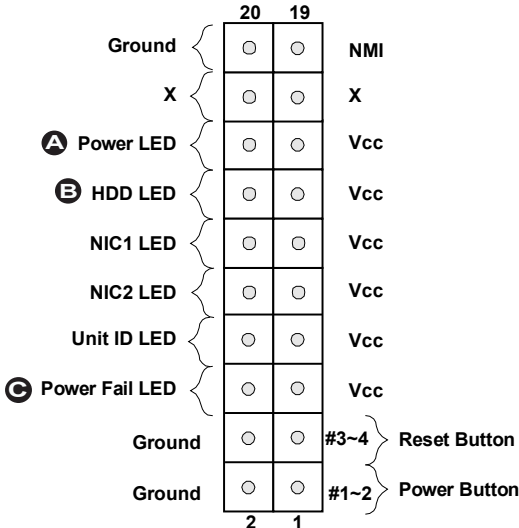 20 19
Ground NMI
X X
A Power LED Vcc
B HDD LED Vcc
NIC1 LED Vcc
NIC2 LED Vcc
Unit ID LED Vcc
C Power Fail LED Vcc
Ground #3~4 Reset Button
Ground #1~2 Power Button
2 1